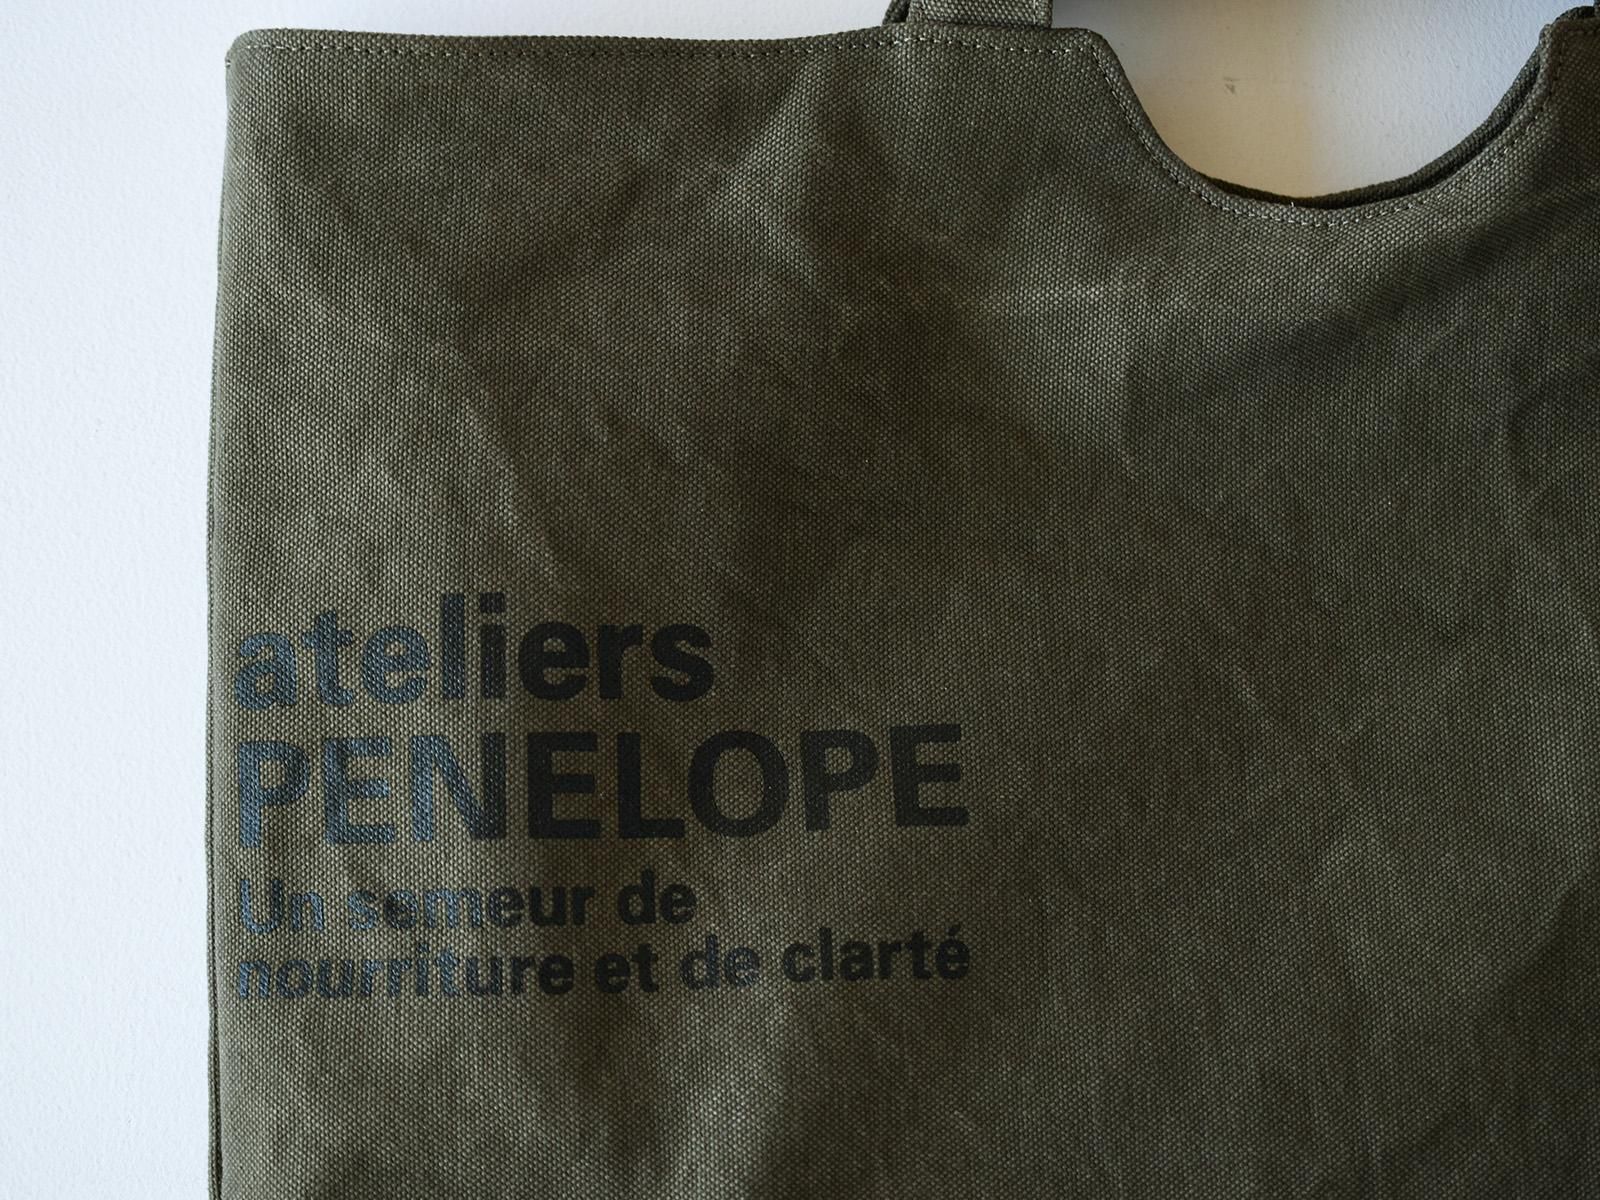 ateliers
PENELOPE
Un semeur de
nourriture et de clarté